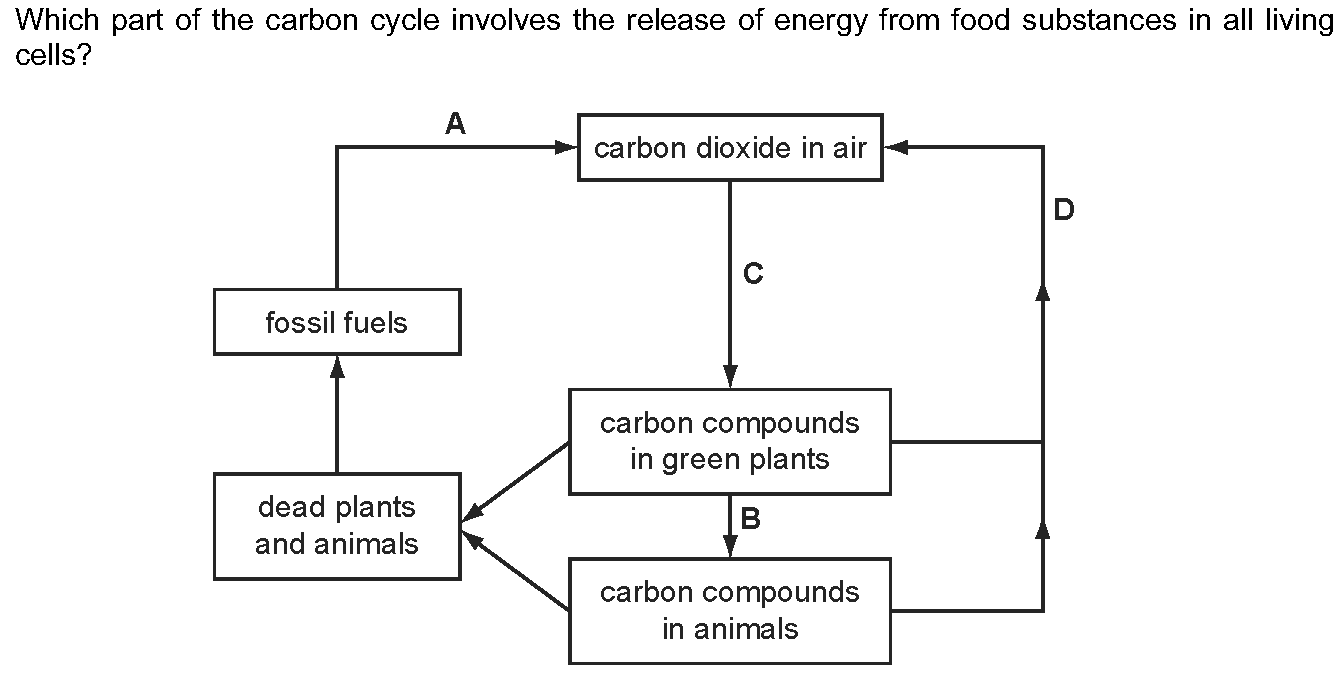 Which part of the carbon cycle involves the release of energy from food substances in all living
cells?
A
carbon dioxide in air
D
C
fossil fuels
carbon compounds
in green plants
dead plants
and animals
B
carbon compounds
in animals